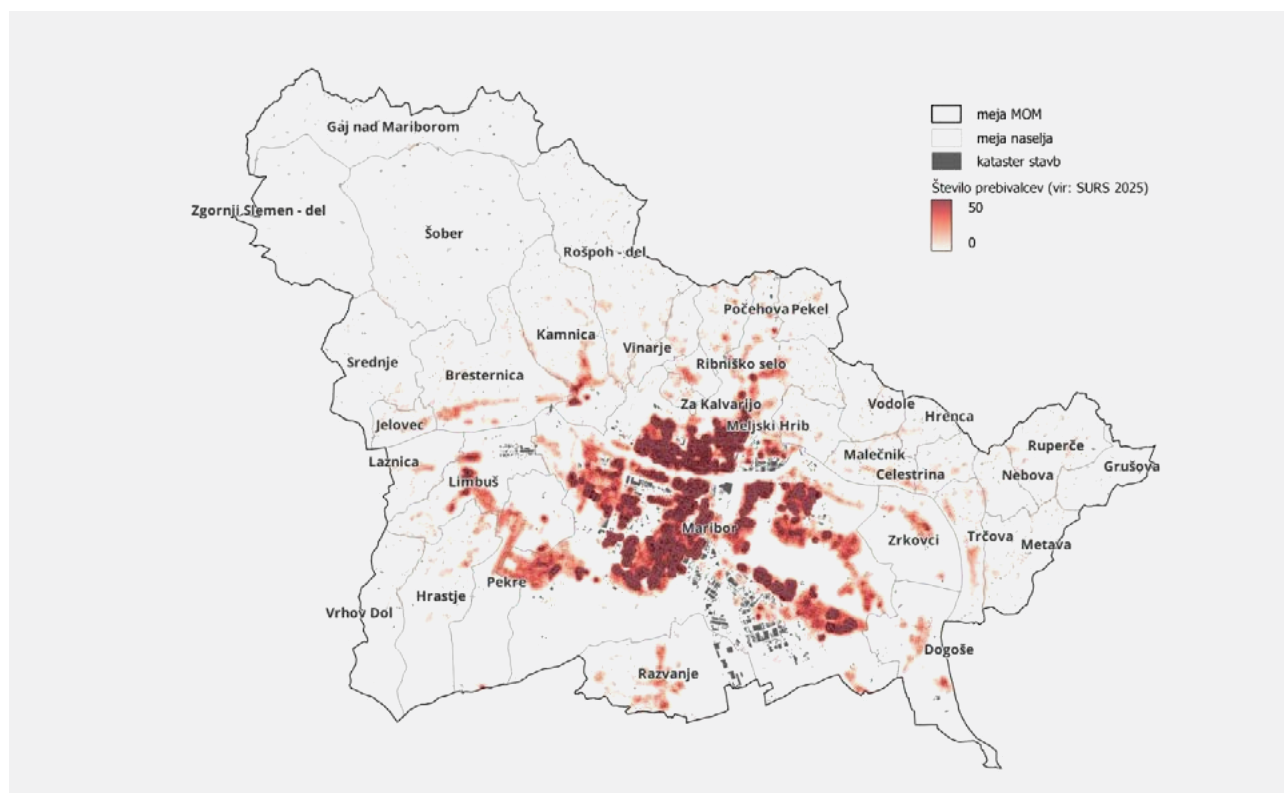 meja MOM
meja naselja
kataster stavb
Število prebivalcev (vir: SURS 2025)
50
0
Gaj nad Mariborom
Zgornji Slemen - del
Šober
Rošpoh - del
Počehova
Pekel
Kamnica
Vinarje
Srednje
Ribniško selo
Bresternica
Za Kalvarijo
Vodole
Hrenca
Jelovec
Meljski Hrib
Ruperče
Malečnik
Laznica
Grušova
Celestrina
Nebova
Limbuš
Maribor
Zrkovci
Trčova
Metava
Pekre
Hrastje
Vrhov Dol
Dogoše
Razvanje